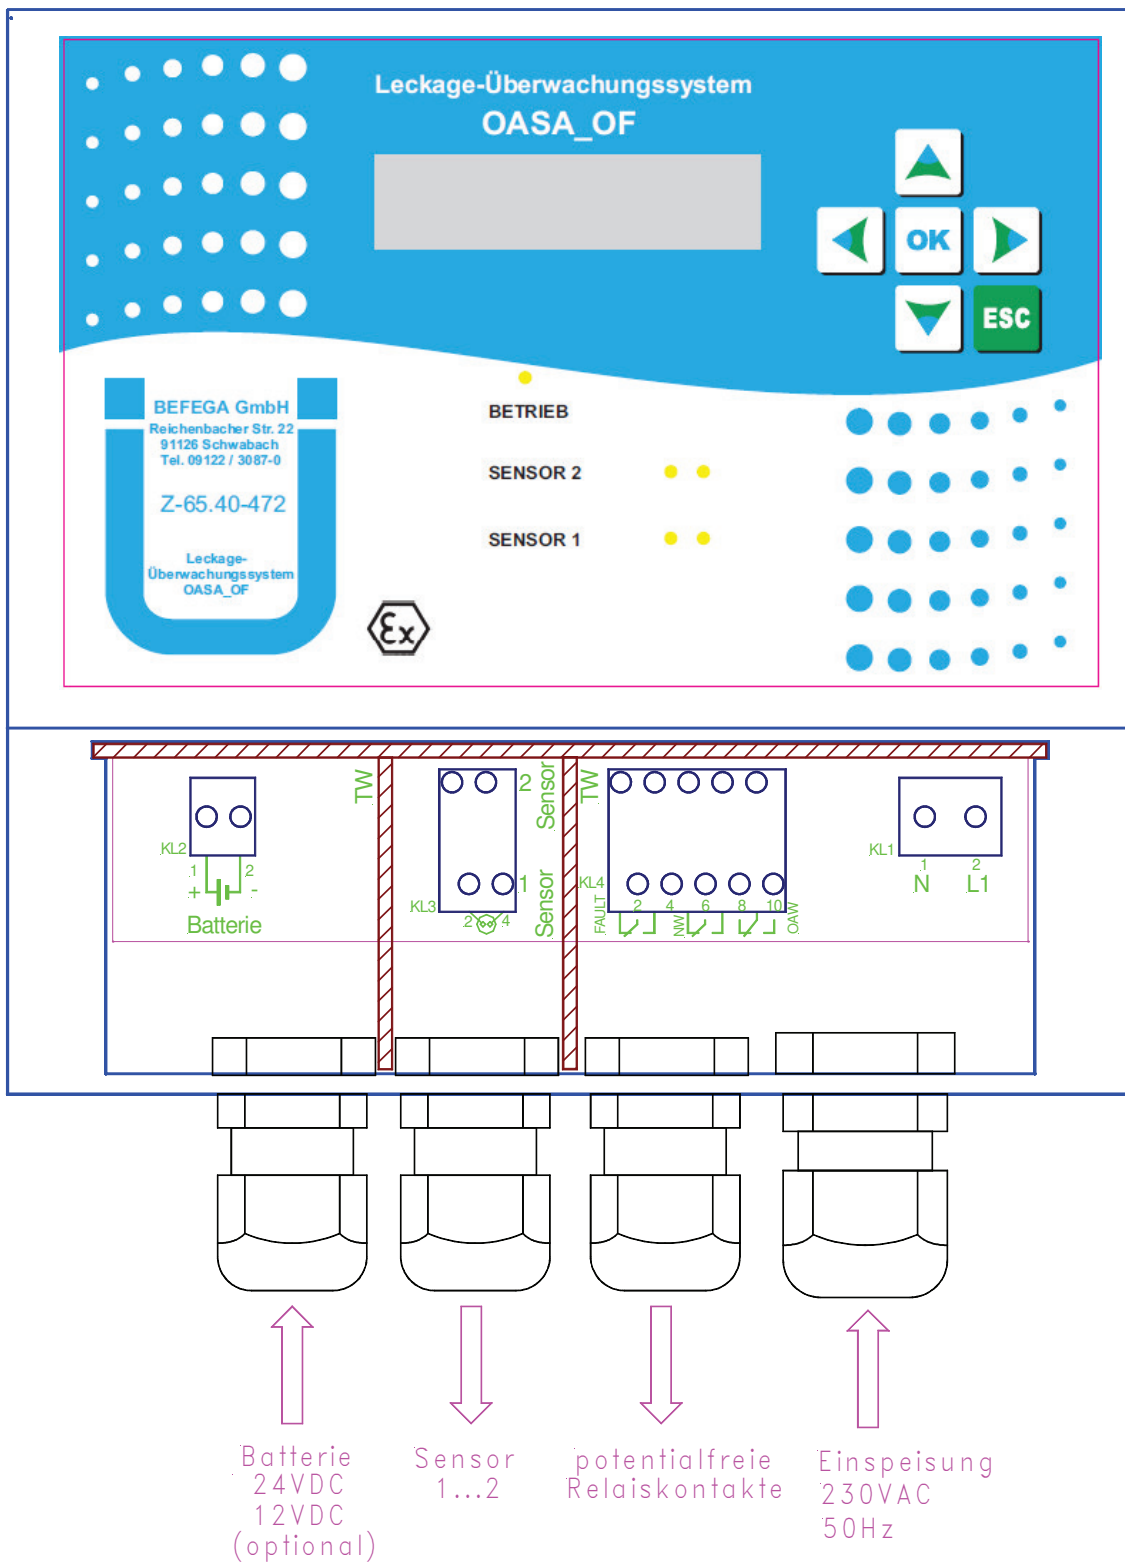 Leckage-Überwachungssystem
OASA_OF
OK
ESC
BETRIEB
SENSOR 2
SENSOR 1
BEFEGA GmbH
Reichenbacher Str. 22
91126 Schwabach
Tel. 09122 / 3087-0
Z-65.40-472
Leckage-
Überwachungssystem
OASA_OF
Ex
KL2
1 2
+ -
Batterie
TW
2 Sensor
1 Sensor
KL3
2 4
TW
KL4
2 4 6 8 10
FAULT NW OAW
KL1
1 2
N L1
Batterie
24VDC
12VDC
(optional)
Sensor
1...2
potentialfreie
Relaiskontakte
Einspeisung
230VAC
50Hz